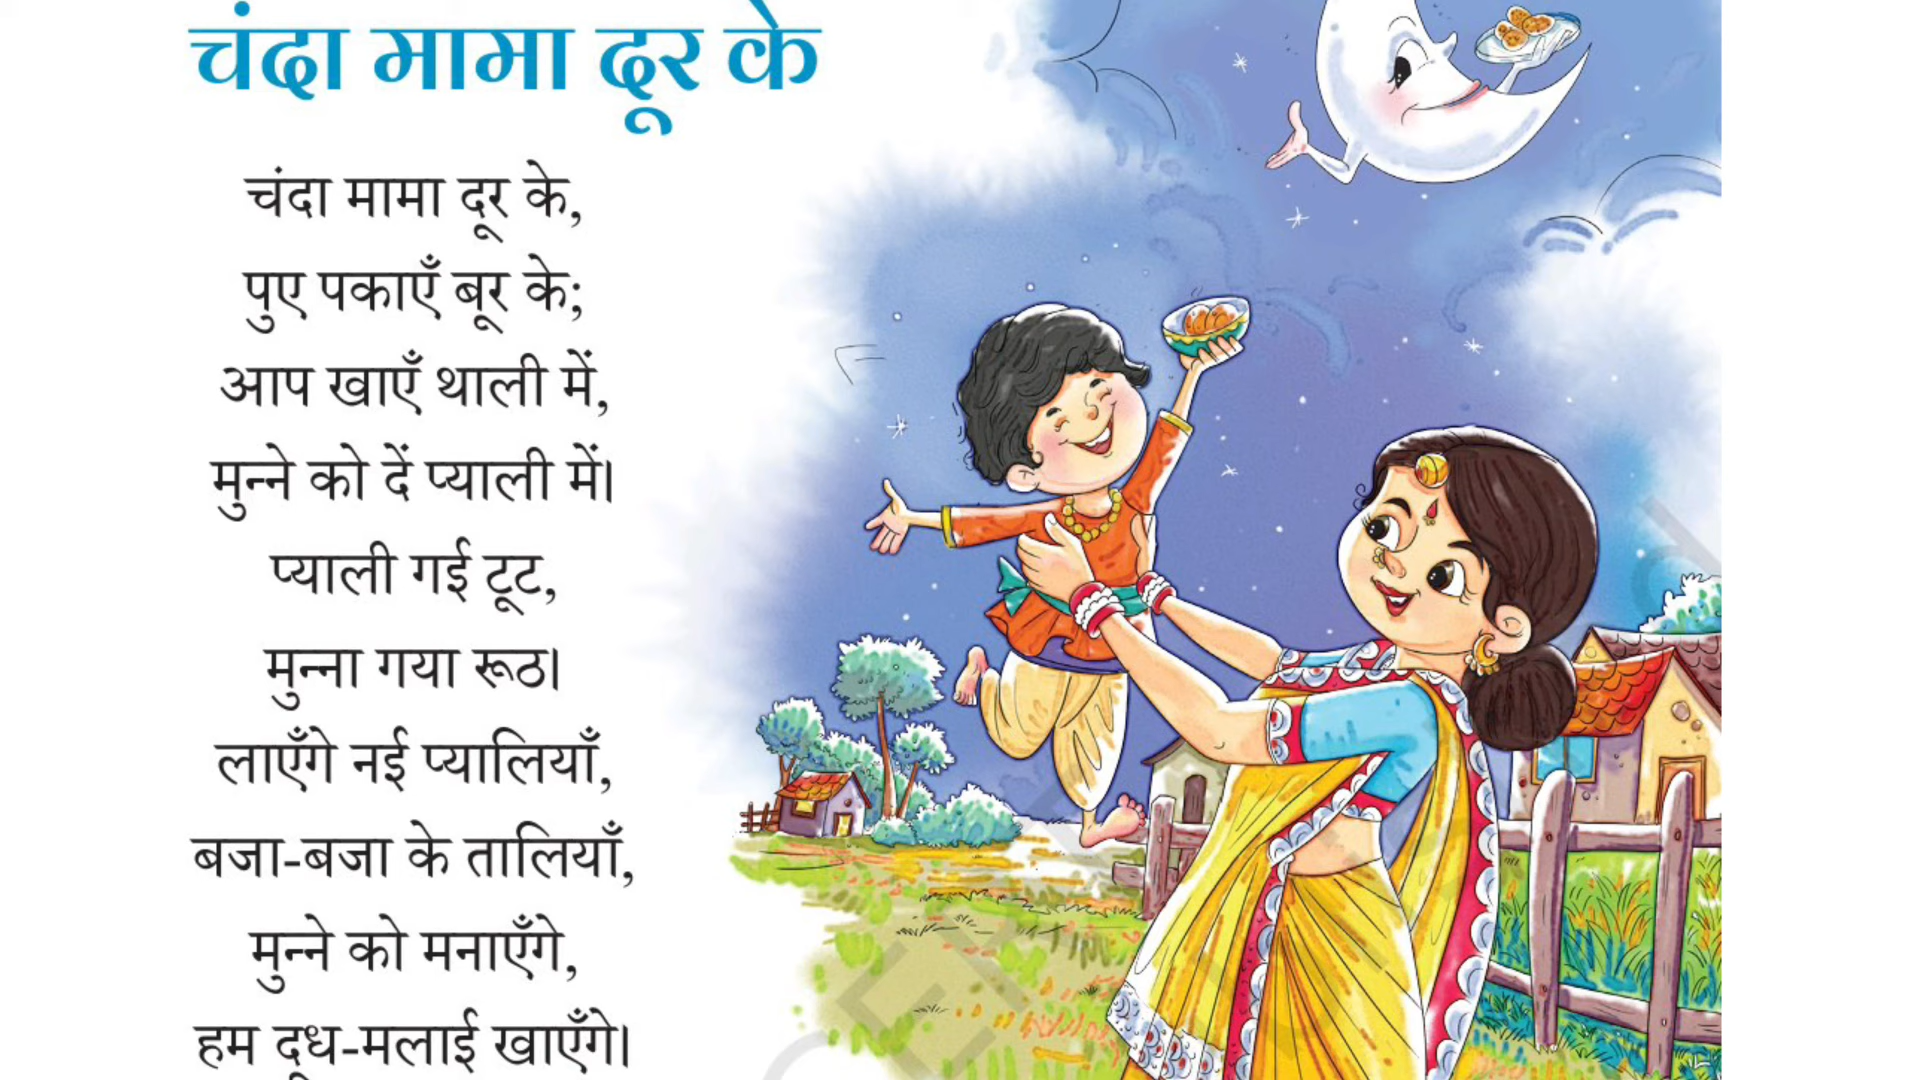 चंदा मामा दूर के
चंदा मामा दूर के,
पुए पकाएँ बूर के;
आप खाएँ थाली में,
मुन्ने को दें प्याली में।
प्याली गई टूट,
मुन्ना गया रूठ।
लाएँगे नई प्यालियाँ,
बजा-बजा के तालियाँ,
मुन्ने को मनाएँगे,
हम दूध-मलाई खाएँगे।